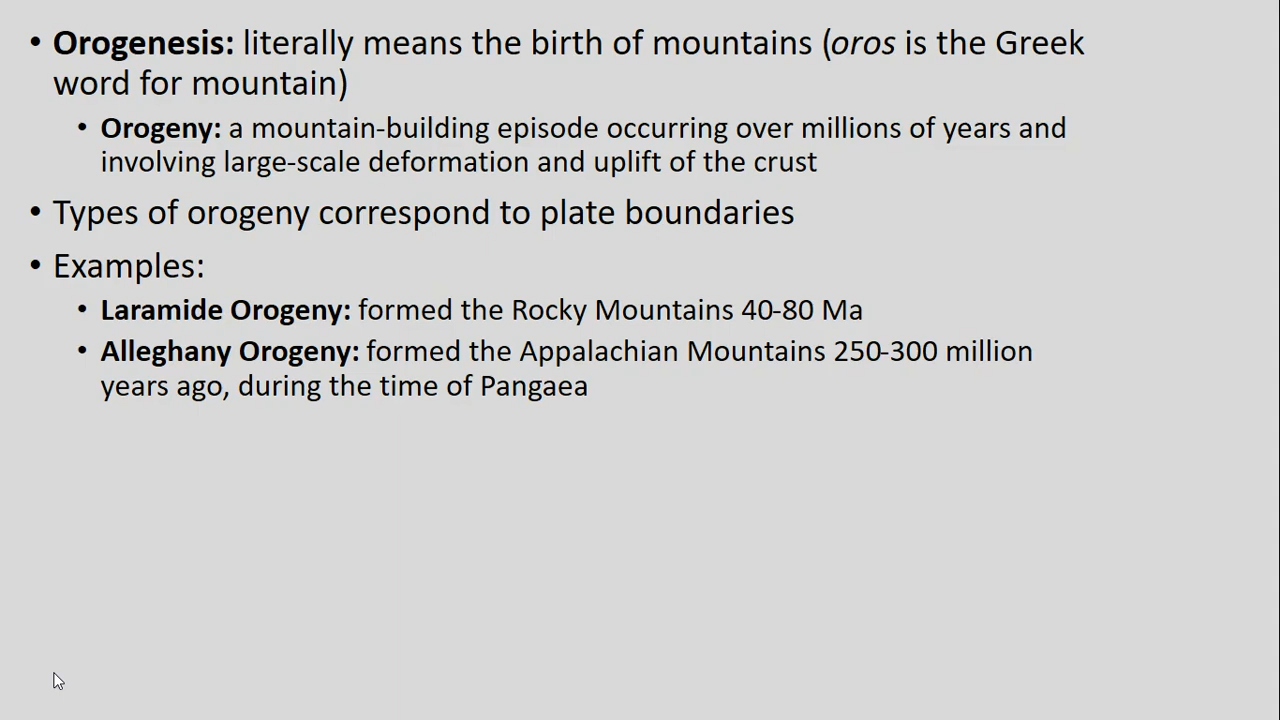 • Orogenesis: literally means the birth of mountains (oros is the Greek
word for mountain)
• Orogeny: a mountain-building episode occurring over millions of years and
involving large-scale deformation and uplift of the crust
• Types of orogeny correspond to plate boundaries
• Examples:
• Laramide Orogeny: formed the Rocky Mountains 40-80 Ma
• Alleghany Orogeny: formed the Appalachian Mountains 250-300 million
years ago, during the time of Pangaea